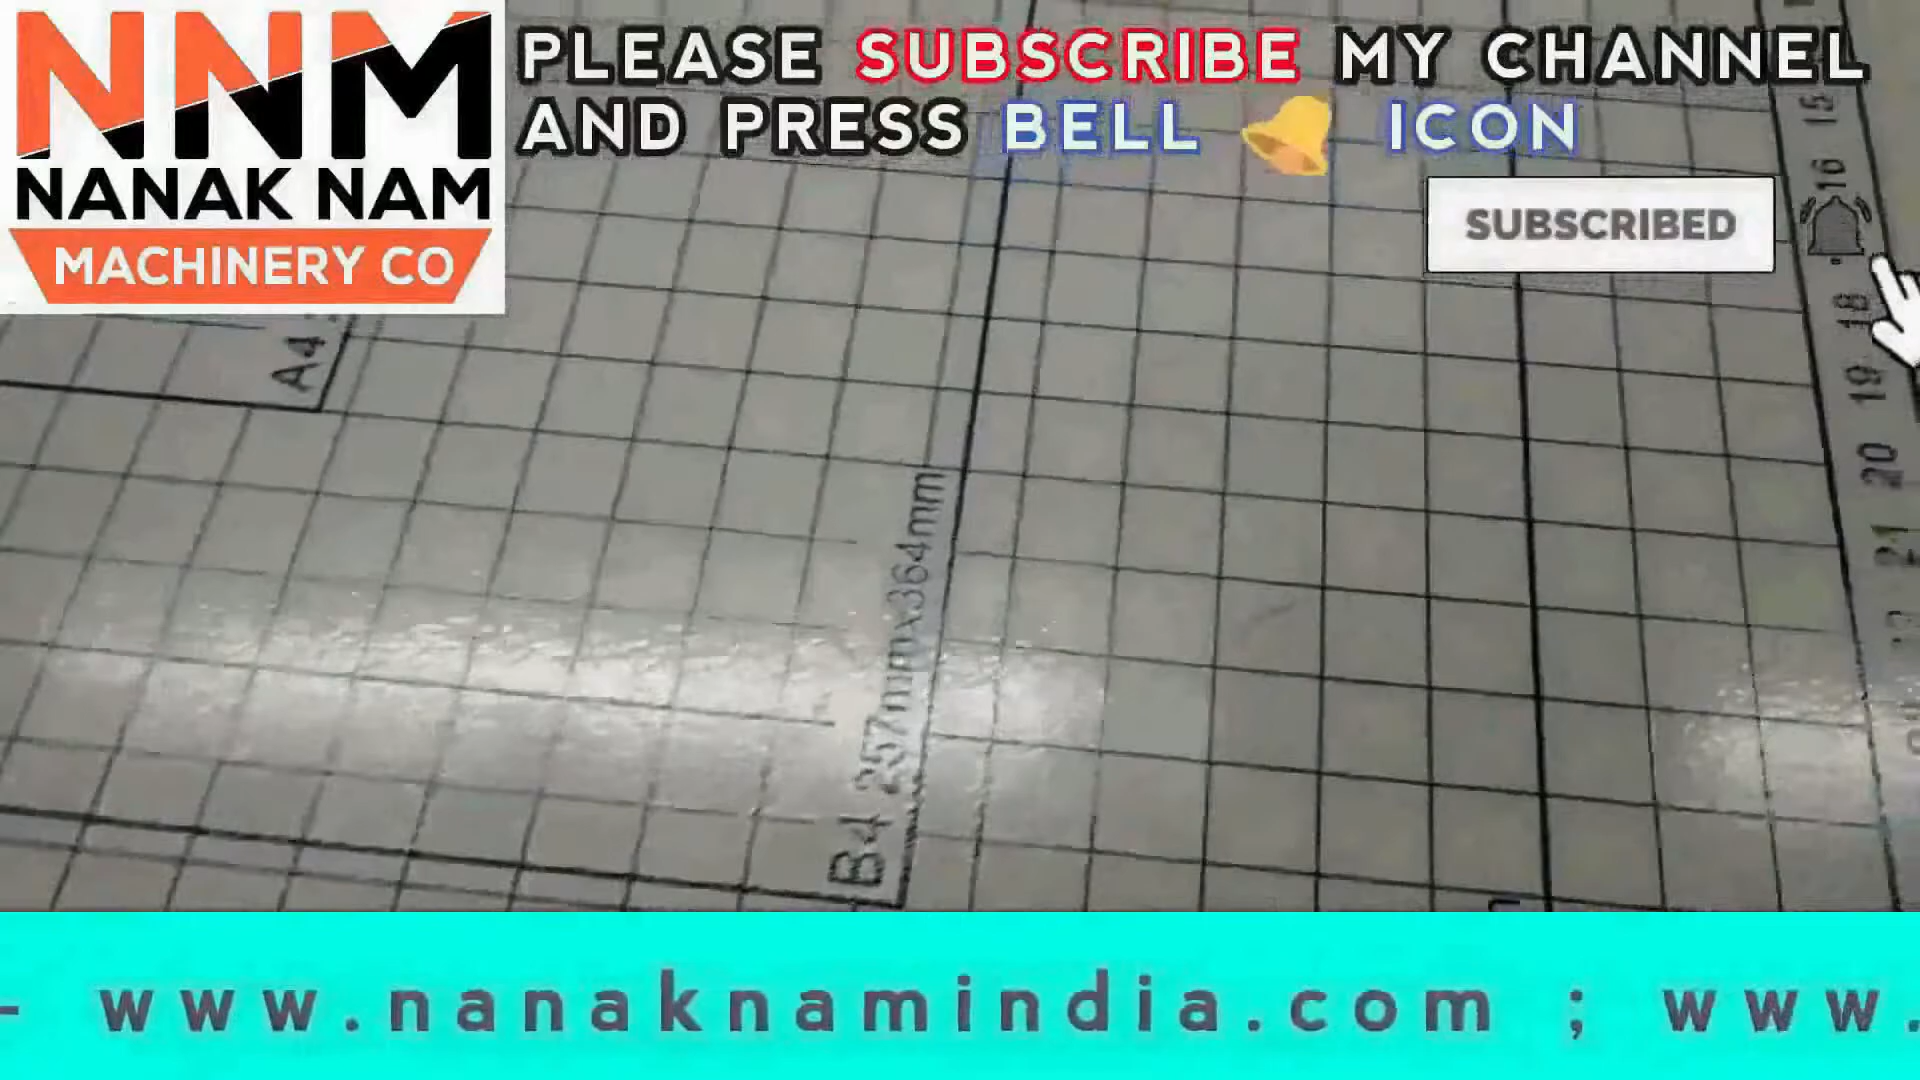 NNM
NANAK NAM
MACHINERY CO
PLEASE SUBSCRIBE MY CHANNEL
AND PRESS BELL 🔔 ICON
SUBSCRIBED
15
16
18
19
20
21
A4
B4 257mmx364mm
- www.nanaknamindia.com ; www.